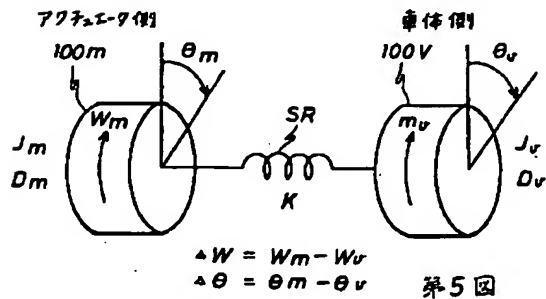 アクチュエータ側
車体側
100m
θm
100V
θv
Wm
SR
mv
Jm
Dm
K
Jv
Dv
ΔW = Wm - Wv
Δθ = θm - θv
第5図